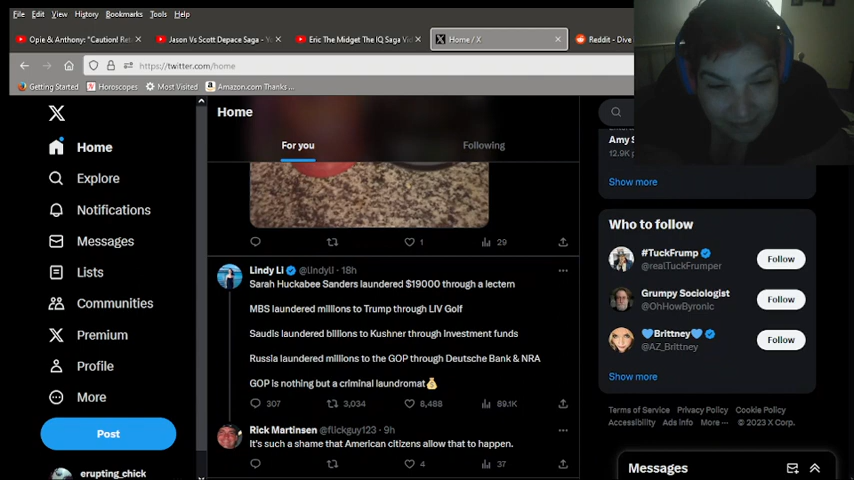 File Edit View History Bookmarks Tools Help
Opie & Anthony: "Caution! Ret
Jason Vs Scott Depace Saga - Y
Eric The Midget The IQ Saga Vid
Home / X
Reddit - Dive
https://twitter.com/home
Getting Started
Horoscopes
Most Visited
Amazon.com Thanks ...
Home
For you
Following
Home
Explore
Notifications
Messages
Lists
Communities
Premium
Profile
More
Post
erupting_chick
1
29
Lindy Li @lindyli · 18h
Sarah Huckabee Sanders laundered $19000 through a lectern
MBS laundered millions to Trump through LIV Golf
Saudis laundered billions to Kushner through investment funds
Russia laundered millions to the GOP through Deutsche Bank & NRA
GOP is nothing but a criminal laundromat💰
307
3,034
8,468
69.1K
Rick Martinsen @flickguy123 · 9h
It's such a shame that American citizens allow that to happen.
4
37
Amy S
12.9K p
Show more
Who to follow
#TuckFrump
@realTuckFrumper
Follow
Grumpy Sociologist
@OhHowByronic
Follow
💙Brittney💙
@AZ_Brittney
Follow
Show more
Terms of Service Privacy Policy Cookie Policy
Accessibility Ads info More ... © 2023 X Corp.
Messages